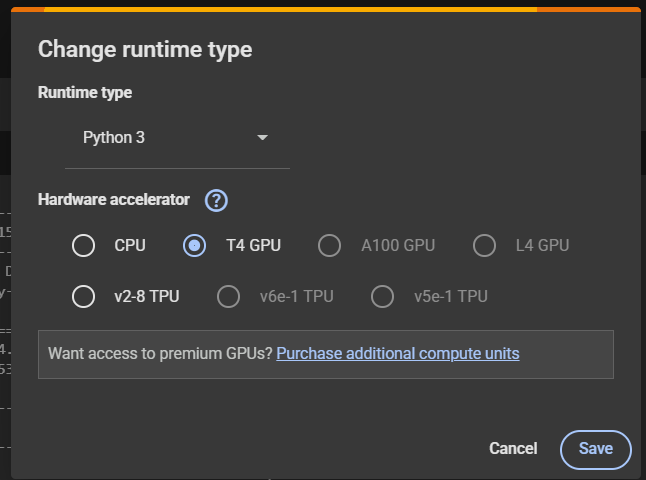 Change runtime type
Runtime type
Python 3
Hardware accelerator ?
CPU T4 GPU A100 GPU L4 GPU
v2-8 TPU v6e-1 TPU v5e-1 TPU
Want access to premium GPUs? Purchase additional compute units
Cancel Save